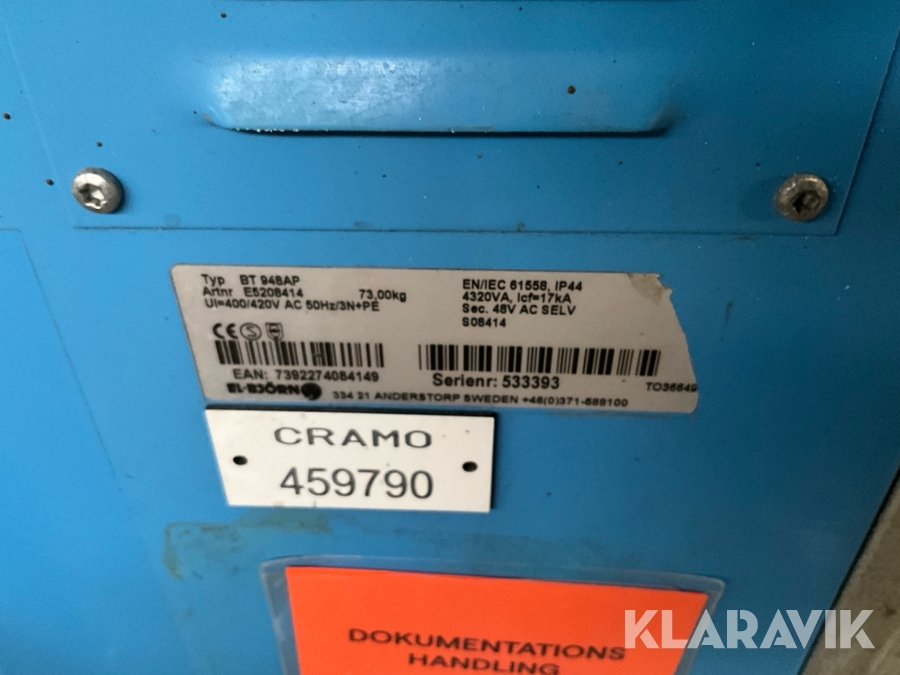 Typ BT 948AP
Artnr E5208414 73,00kg
UI=400/420V AC 50Hz/3N+PE
EN/IEC 61558, IP44
4320VA, Icf=17kA
Sec. 48V AC SELV
S08414
CE S
EAN: 7392274084149
Serienr: 533393
TO36649
EL-BJÖRN
334 21 ANDERSTORP SWEDEN +46(0)371-588100
CRAMO
459790
DOKUMENTATIONS
HANDLING
KLARAVIK